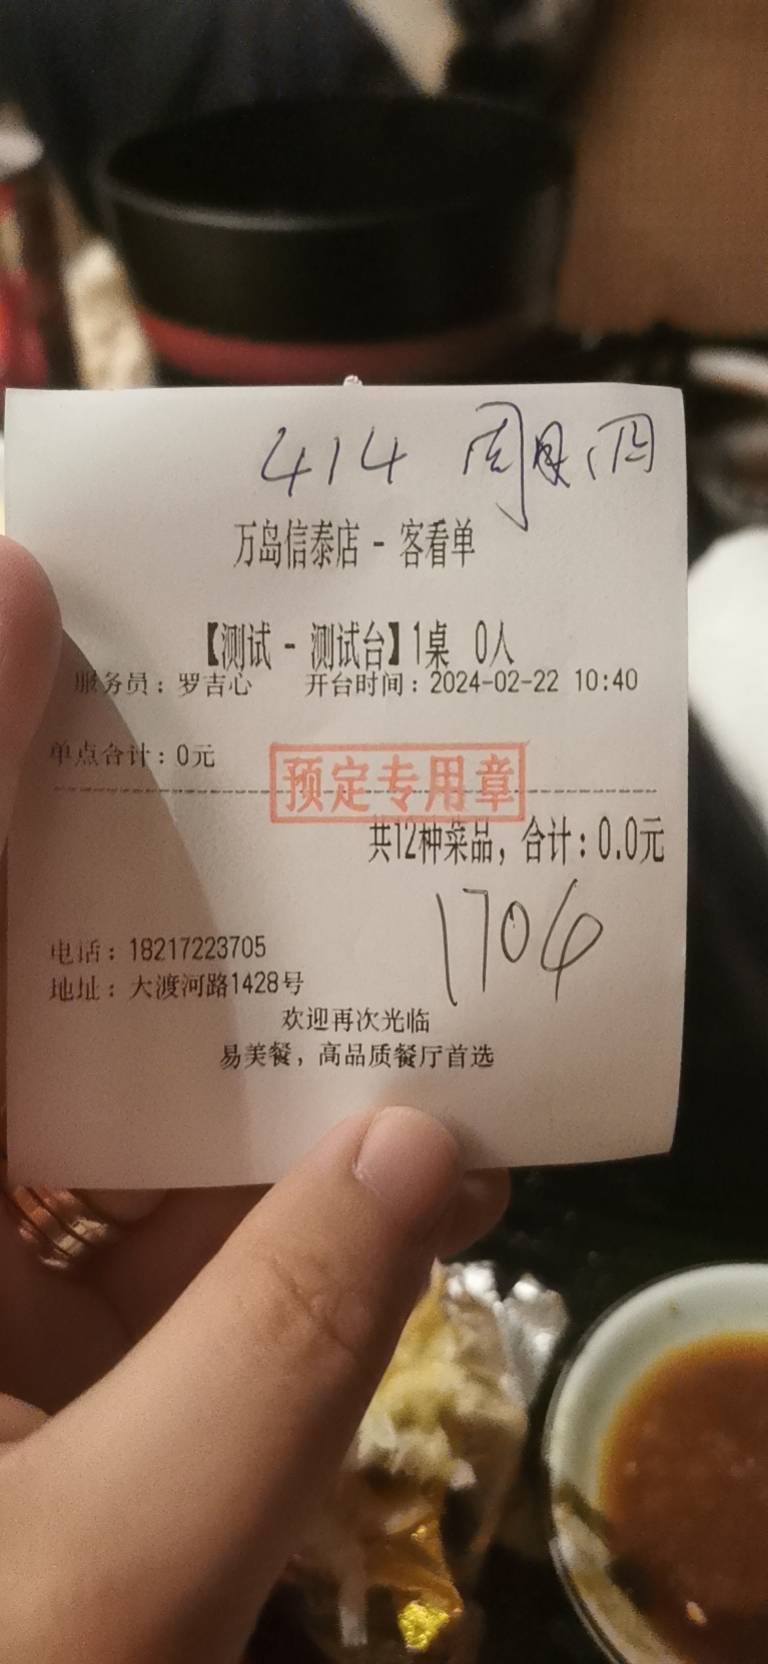 414
万岛信泰店 - 客看单
【测试 - 测试台】1桌 0人
服务员：罗吉心 开台时间：2024-02-22 10:40
单点合计：0元
预定专用章
共12种菜品，合计：0.0元
1704
电话：18217223705
地址：大渡河路1428号
欢迎再次光临
易美餐，高品质餐厅首选